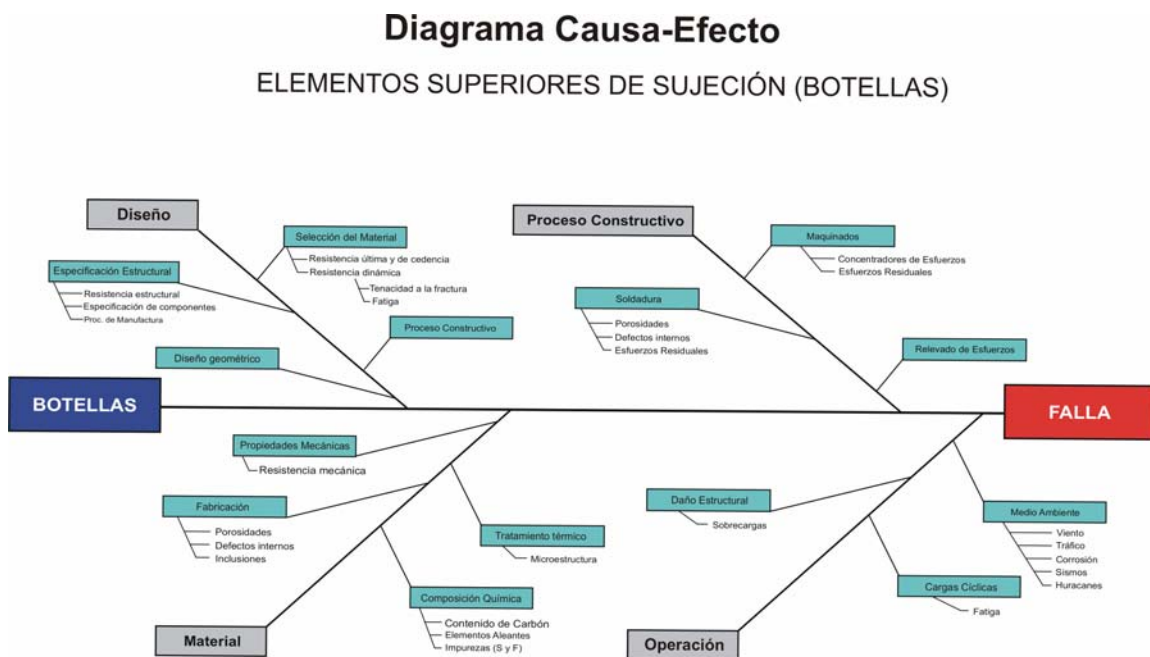 Diagrama Causa-Efecto
ELEMENTOS SUPERIORES DE SUJECIÓN (BOTELLAS)
Diseño
Selección del Material
Resistencia última y de cedencia
Resistencia dinámica
Tenacidad a la fractura
Fatiga
Especificación Estructural
Resistencia estructural
Especificación de componentes
Proc. de Manufactura
Proceso Constructivo
Diseño geométrico
Proceso Constructivo
Maquinados
Concentradores de Esfuerzos
Esfuerzos Residuales
Soldadura
Porosidades
Defectos internos
Esfuerzos Residuales
Relevado de Esfuerzos
BOTELLAS
FALLA
Propiedades Mecánicas
Resistencia mecánica
Fabricación
Porosidades
Defectos internos
Inclusiones
Tratamiento térmico
Microestructura
Composición Química
Contenido de Carbón
Elementos Aleantes
Impurezas (S y F)
Material
Daño Estructural
Sobrecargas
Medio Ambiente
Viento
Tráfico
Corrosión
Sismos
Huracanes
Cargas Cíclicas
Fatiga
Operación